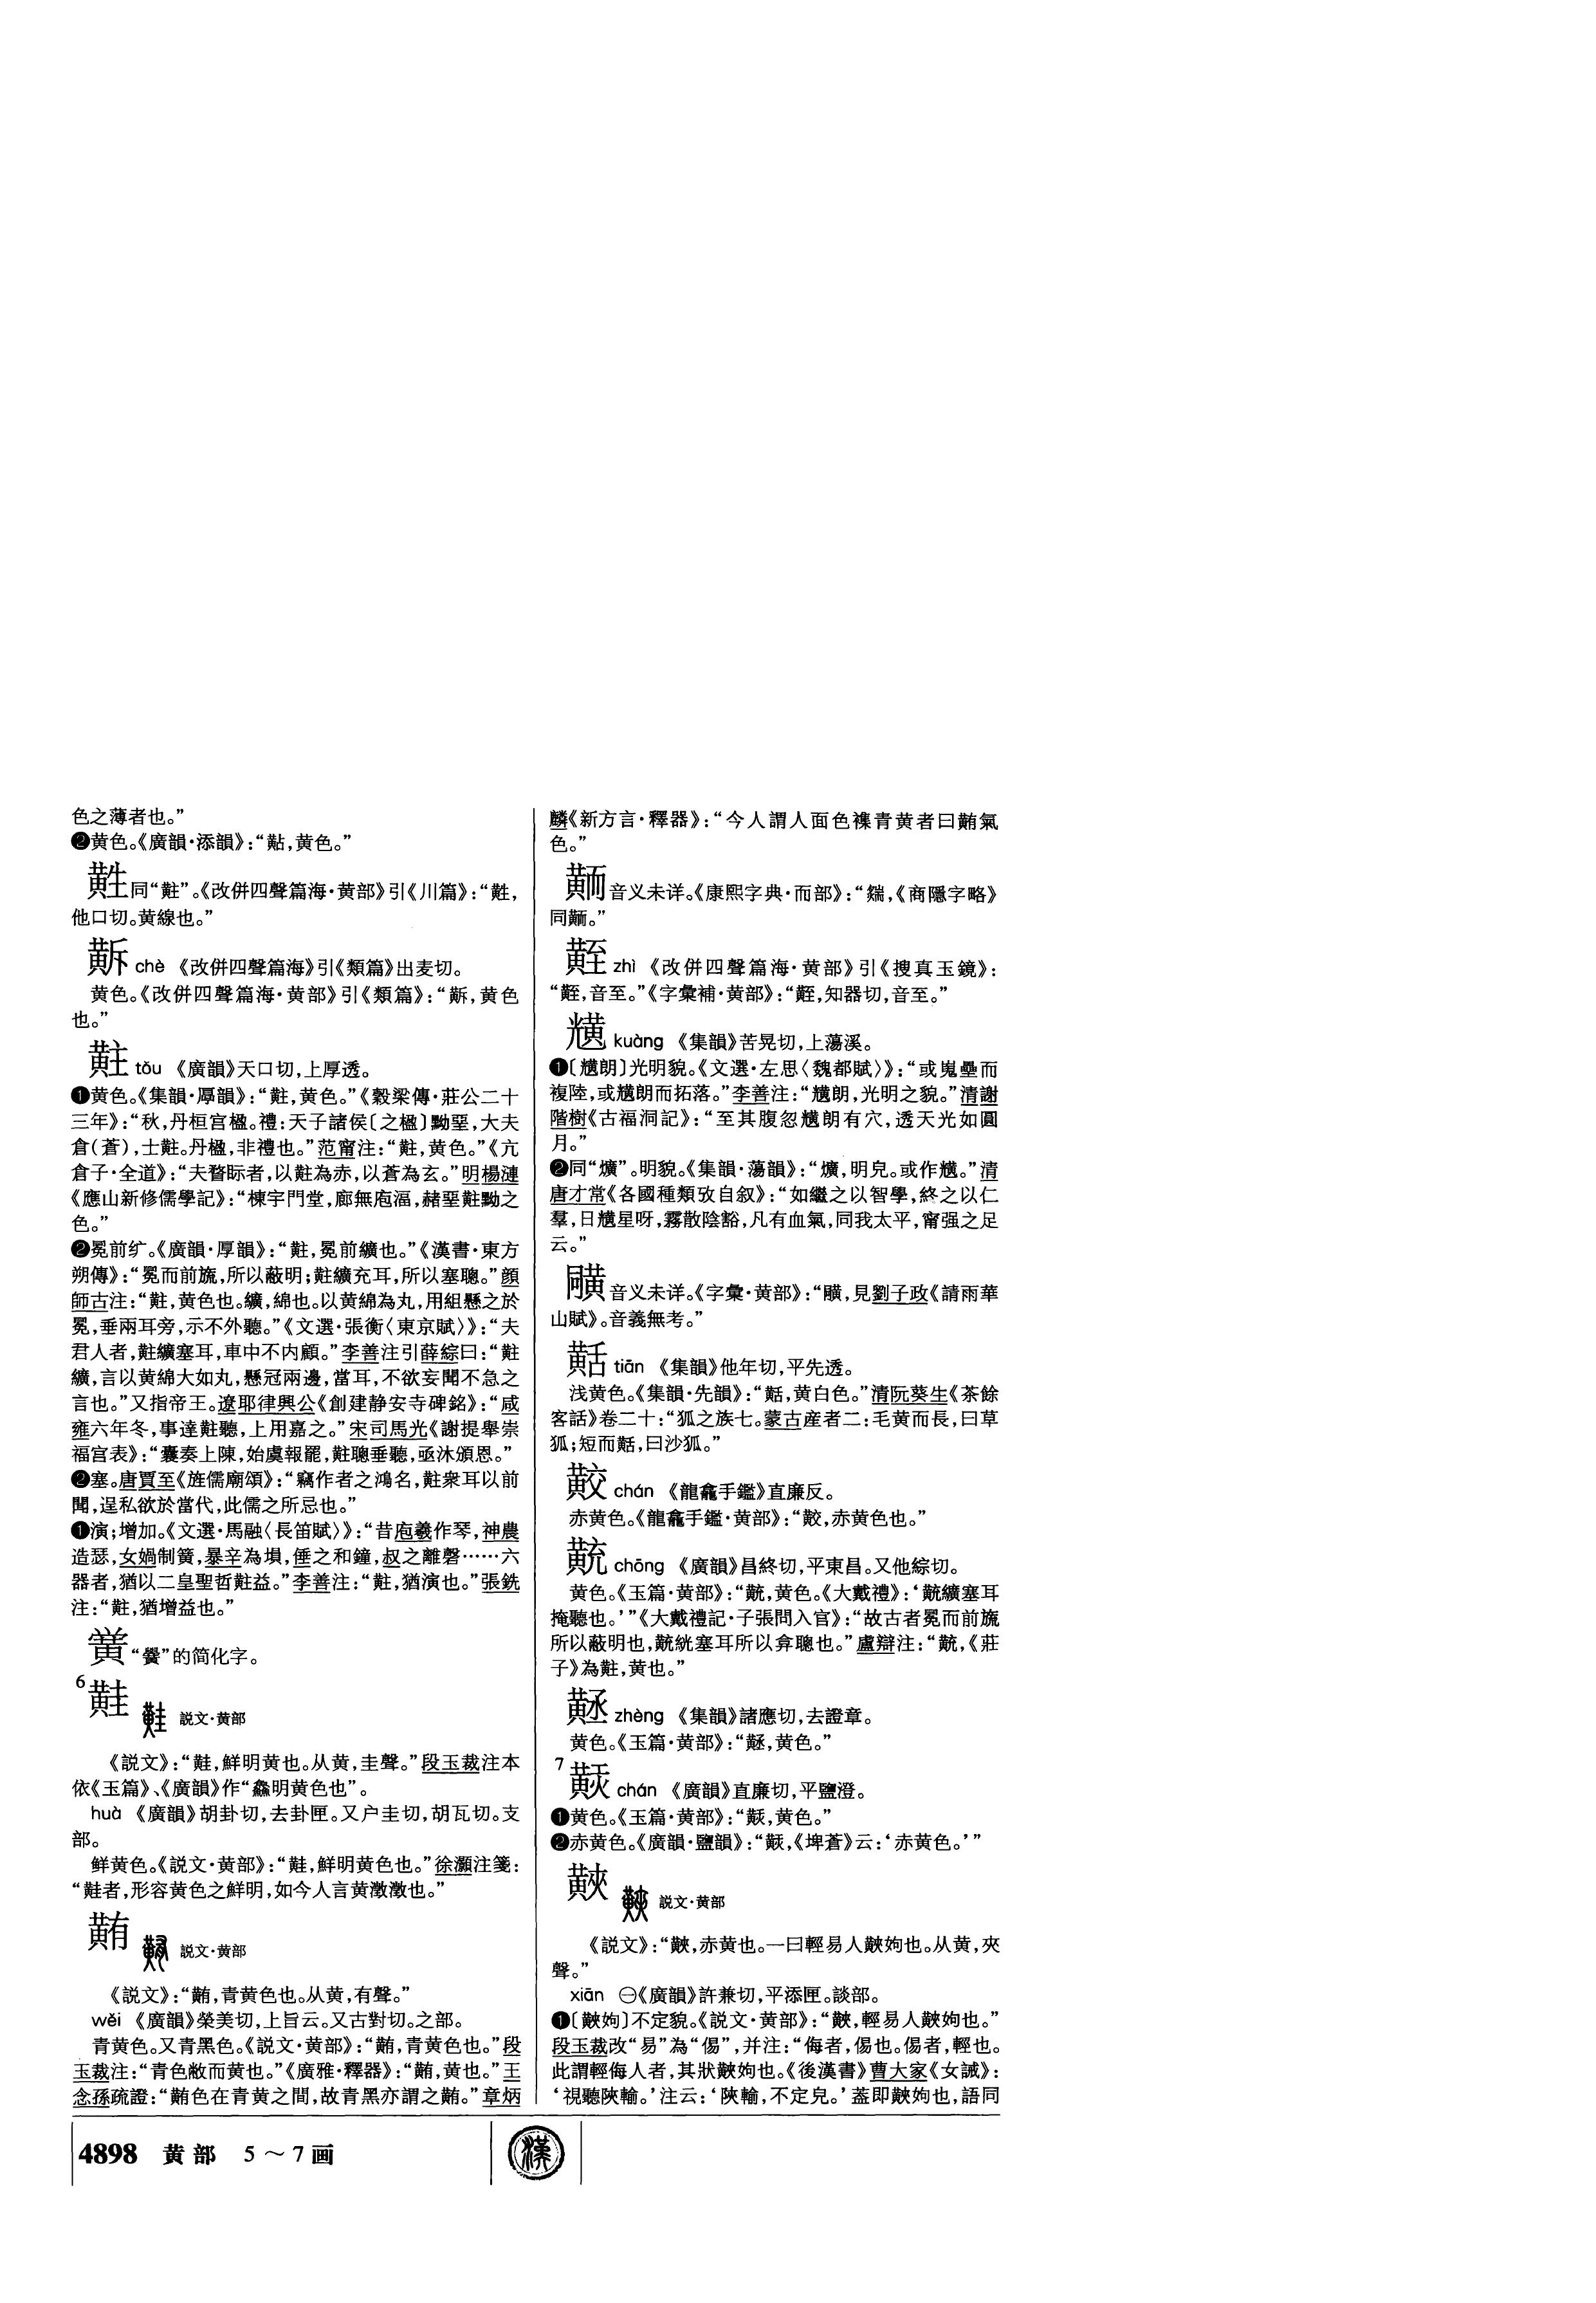 色之薄者也。”
❷黄色。《廣韻·添韻》：“黇，黄色。”
𪏓同“黈”。《改併四聲篇海·黄部》引《川篇》：“𪏓，
他口切。黄線也。”
chè 《改併四聲篇海》引《類篇》出麦切。
黄色。《改併四聲篇海·黄部》引《類篇》：“，黄色
也。”
黈 tǒu 《廣韻》天口切，上厚透。
❶黄色。《集韻·厚韻》：“黈，黄色。”《穀梁傳·莊公二十
三年》：“秋，丹桓宫楹。禮：天子諸侯〔之楹〕黝堊，大夫
倉（蒼），士黈。丹楹，非禮也。”范甯注：“黈，黄色。”《亢
倉子·全道》：“夫瞀眎者，以黈為赤，以蒼為玄。”明楊漣
《應山新修儒學記》：“棟宇門堂，廊無庖湢，赭堊黈黝之
色。”
❷冕前纩。《廣韻·厚韻》：“黈，冕前纊也。”《漢書·東方
朔傳》：“冕而前旒，所以蔽明；黈纊充耳，所以塞聰。”顔
師古注：“黈，黄色也。纊，綿也。以黄綿為丸，用組懸之於
冕，垂兩耳旁，示不外聽。”《文選·張衡〈東京賦〉》：“夫
君人者，黈纊塞耳，車中不内顧。”李善注引薛綜曰：“黈
纊，言以黄綿大如丸，懸冠兩邊，當耳，不欲妄聞不急之
言也。”又指帝王。遼耶律興公《創建静安寺碑銘》：“咸
雍六年冬，事達黈聽，上用嘉之。”宋司馬光《謝提舉崇
福宫表》：“囊奏上陳，始虞報罷，黈聰垂聽，亟沐頒恩。”
❷塞。唐賈至《旌儒廟頌》：“竊作者之鴻名，黈衆耳以前
聞，逞私欲於當代，此儒之所忌也。”
❶演；增加。《文選·馬融〈長笛賦〉》：“昔庖羲作琴，神農
造瑟，女媧制簧，暴辛為塤，倕之和鐘，叔之離磬……六
器者，猶以二皇聖哲黈益。”李善注：“黈，猶演也。”張銑
注：“黈，猶增益也。”
黉“黌”的简化字。
6
黊 説文·黄部
《説文》：“黊，鮮明黄也。从黄，圭聲。”段玉裁注本
依《玉篇》、《廣韻》作“鱻明黄色也”。
huà 《廣韻》胡卦切，去卦匣。又户圭切，胡瓦切。支
部。
鲜黄色。《説文·黄部》：“黊，鮮明黄色也。”徐灝注箋：
“黊者，形容黄色之鮮明，如今人言黄澂澂也。”
䵋 説文·黄部
《説文》：“䵋，青黄色也。从黄，有聲。”
wěi 《廣韻》榮美切，上旨云。又古對切。之部。
青黄色。又青黑色。《説文·黄部》：“䵋，青黄色也。”段
玉裁注：“青色敝而黄也。”《廣雅·釋器》：“䵋，黄也。”王
念孫疏證：“䵋色在青黄之間，故青黑亦謂之䵋。”章炳
麟《新方言·釋器》：“今人謂人面色襍青黄者曰䵋氣
色。”
音义未详。《康熙字典·而部》：“，《商隱字略》
同。”
zhì 《改併四聲篇海·黄部》引《搜真玉鏡》：
“，音至。”《字彙補·黄部》：“，知器切，音至。”
䵃 kuàng 《集韻》苦晃切，上蕩溪。
❶〔䵃朗〕光明貌。《文選·左思〈魏都賦〉》：“或嵬壘而
複陸，或䵃朗而拓落。”李善注：“䵃朗，光明之貌。”清謝
階樹《古福洞記》：“至其腹忽䵃朗有穴，透天光如圓
月。”
❷同“爌”。明貌。《集韻·蕩韻》：“爌，明皃。或作䵃。”清
唐才常《各國種類攷自叙》：“如繼之以智學，終之以仁
羣，日䵃星呀，霧散陰豁，凡有血氣，同我太平，甯强之足
云。”
音义未详。《字彙·黄部》：“，見劉子政《請雨華
山賦》。音義無考。”
tiān 《集韻》他年切，平先透。
浅黄色。《集韻·先韻》：“，黄白色。”清阮葵生《茶餘
客話》卷二十：“狐之族七。蒙古産者二：毛黄而長，曰草
狐；短而，曰沙狐。”
chán 《龍龕手鑑》直廉反。
赤黄色。《龍龕手鑑·黄部》：“，赤黄色也。”
chōng 《廣韻》昌終切，平東昌。又他綜切。
黄色。《玉篇·黄部》：“，黄色。《大戴禮》：‘纊塞耳
掩聽也。’”《大戴禮記·子張問入官》：“故古者冕而前旒
所以蔽明也，絖塞耳所以弇聰也。”盧辯注：“，《莊
子》為黈，黄也。”
zhèng 《集韻》諸應切，去證章。
黄色。《玉篇·黄部》：“，黄色。”
7
chán 《廣韻》直廉切，平鹽澄。
❶黄色。《玉篇·黄部》：“，黄色。”
❷赤黄色。《廣韻·鹽韻》：“，《埤蒼》云：‘赤黄色。’”
䵌 説文·黄部
《説文》：“䵌，赤黄也。一曰輕易人䵌姁也。从黄，夾
聲。”
xiān ㊀《廣韻》許兼切，平添匣。談部。
❶〔䵌姁〕不定貌。《説文·黄部》：“䵌，輕易人䵌姁也。”
段玉裁改“易”為“傷”，并注：“侮者，傷也。傷者，輕也。
此謂輕侮人者，其狀䵌姁也。《後漢書》曹大家《女誡》：
‘視聽陝輸。’注云：‘陝輸，不定皃。’葢即䵌姁也，語同
4898 黄部 5～7画
漢